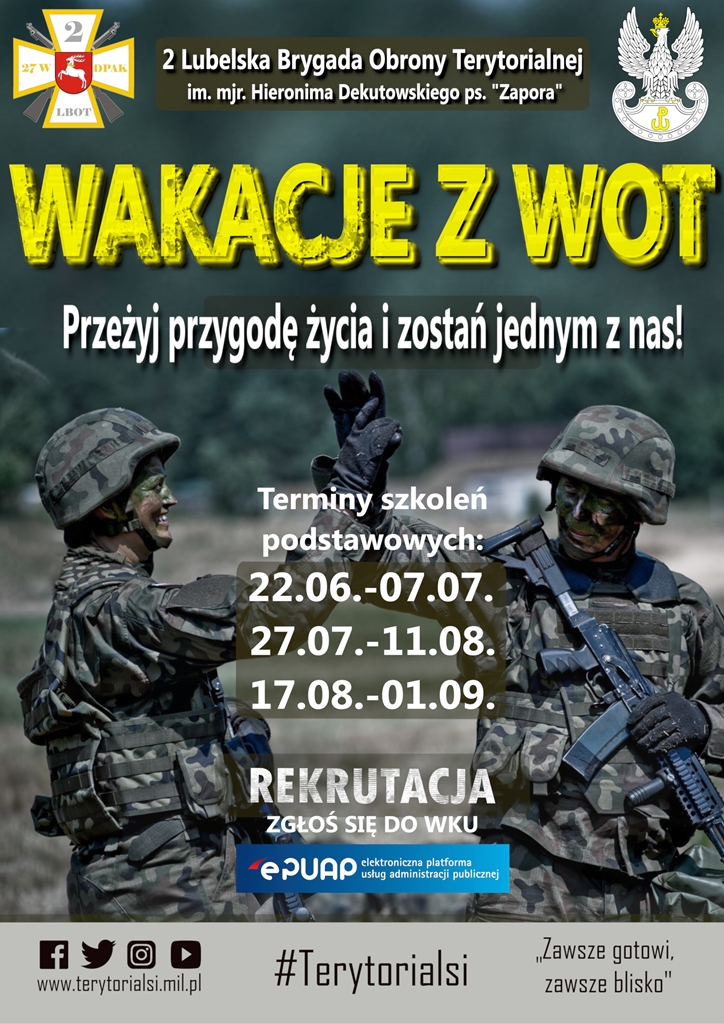 2
27 W DPAK
LBOT
2 Lubelska Brygada Obrony Terytorialnej
im. mjr. Hieronima Dekutowskiego ps. "Zapora"
WAKACJE Z WOT
Przeżyj przygodę życia i zostań jednym z nas!
Terminy szkoleń
podstawowych:
22.06.-07.07.
27.07.-11.08.
17.08.-01.09.
REKRUTACJA
ZGŁOŚ SIĘ DO WKU
ePUAP elektroniczna platforma
usług administracji publicznej
www.terytorialsi.mil.pl
#Terytorialsi
„Zawsze gotowi,
zawsze blisko"